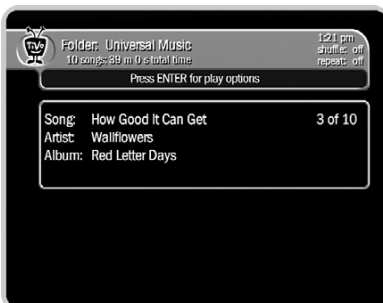 TiVo
Folder: Universal Music
1:21 pm
10 songs; 39 m 0 s total time
shuffle: off
repeat: off
Press ENTER for play options
Song: How Good It Can Get 3 of 10
Artist: Wallflowers
Album: Red Letter Days